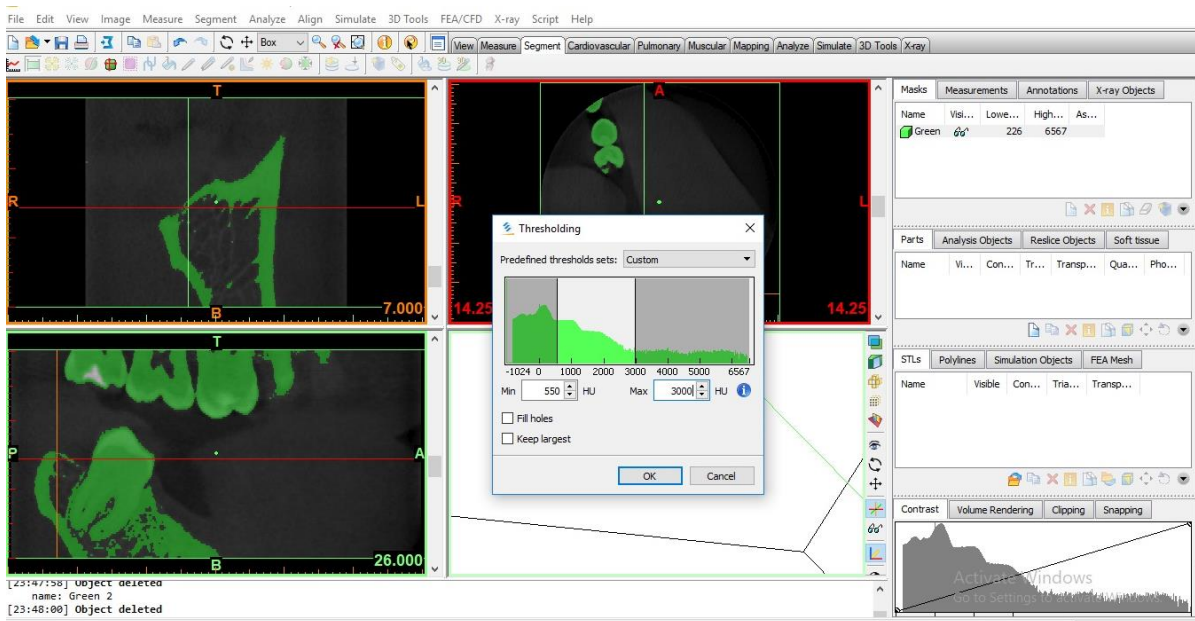 File Edit View Image Measure Segment Analyze Align Simulate 3D Tools FEA/CFD X-ray Script Help
Box
View Measure Segment Cardiovascular Pulmonary Muscular Mapping Analyze Simulate 3D Tools X-ray
T
R
L
B
7.000
A
R
L
14.25
14.25
T
P
A
B
26.000
Thresholding
Predefined thresholds sets: Custom
-1024 0 1000 2000 3000 4000 5000 6567
Min 550 HU Max 3000 HU
Fill holes
Keep largest
OK Cancel
Masks Measurements Annotations X-ray Objects
Name Visi... Lowe... High... As...
Green 226 6567
Parts Analysis Objects Reslice Objects Soft tissue
Name Vi... Con... Tr... Transp... Qua... Pho...
STLs Polylines Simulation Objects FEA Mesh
Name Visible Con... Tria... Transp...
Contrast Volume Rendering Clipping Snapping
Activate Windows
Go to Settings to activate Windows.
[23:47:58] Object deleted
name: Green 2
[23:48:00] Object deleted